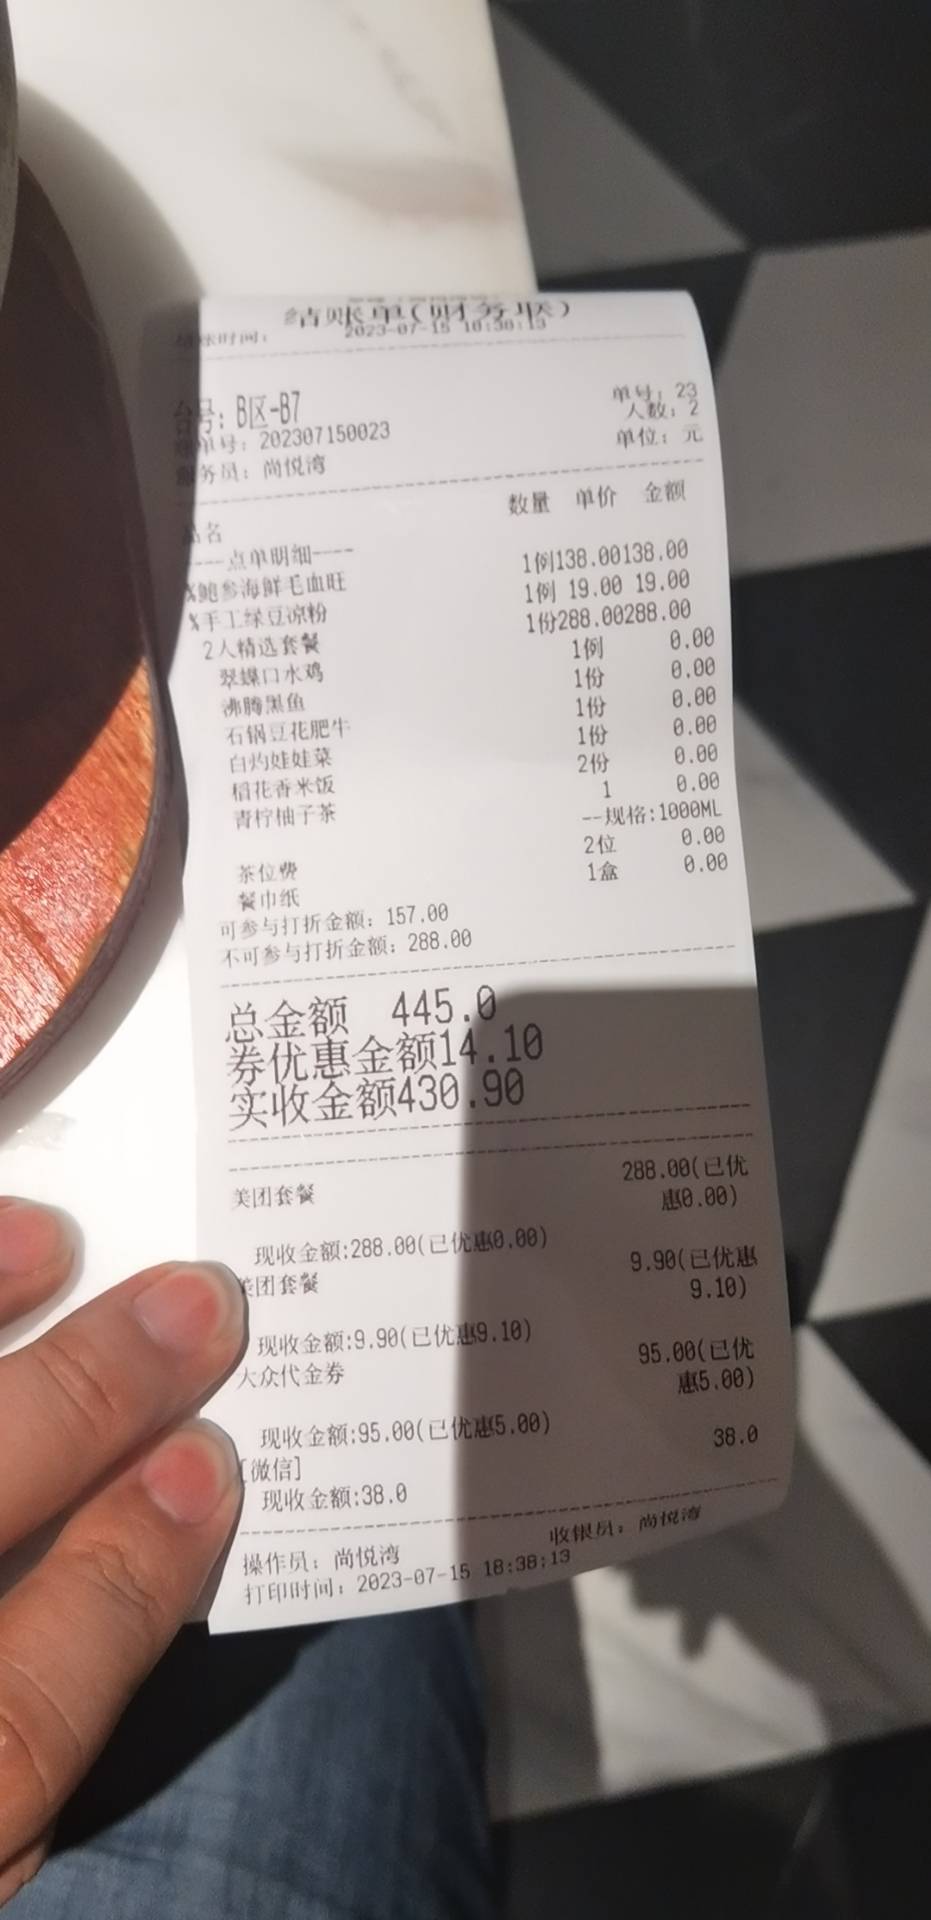 结账单(财务联)
结账时间: 2023-07-15 18:38:13
台号: B区-B7 单号: 23
人数: 2
账单号: 202307150023
服务员: 尚悦湾 单位: 元
品名 数量 单价 金额
----点单明细----
%鲍参海鲜毛血旺 1例138.00138.00
%手工绿豆凉粉 1例 19.00 19.00
2人精选套餐 1份288.00288.00
翠蝶口水鸡 1例 0.00
沸腾黑鱼 1份 0.00
石锅豆花肥牛 1份 0.00
白灼娃娃菜 1份 0.00
稻花香米饭 2份 0.00
青柠柚子茶 1 0.00
--规格:1000ML
茶位费 2位 0.00
餐巾纸 1盒 0.00
可参与打折金额: 157.00
不可参与打折金额: 288.00
总金额 445.0
券优惠金额14.10
实收金额430.90
美团套餐 288.00(已优
惠0.00)
现收金额:288.00(已优惠0.00)
美团套餐 9.90(已优惠
9.10)
现收金额:9.90(已优惠9.10)
大众代金券 95.00(已优
惠5.00)
现收金额:95.00(已优惠5.00)
[微信] 38.0
现收金额:38.0
操作员: 尚悦湾 收银员: 尚悦湾
打印时间: 2023-07-15 18:38:13